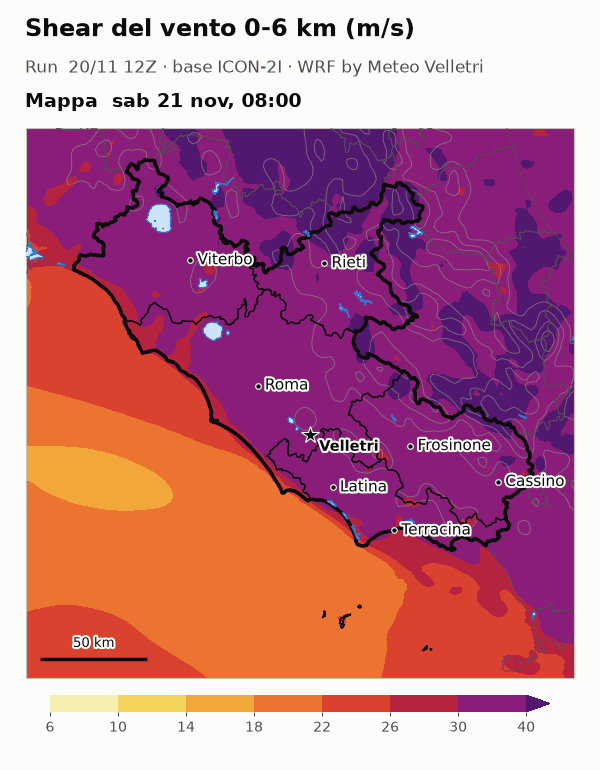 Shear del vento 0-6 km (m/s)
Run  20/11 12Z · base ICON-2I · WRF by Meteo Velletri
Mappa  sab 21 nov, 08:00
Viterbo
Rieti
Roma
Velletri
Frosinone
Cassino
Latina
Terracina
50 km
6 10 14 18 22 26 30 40